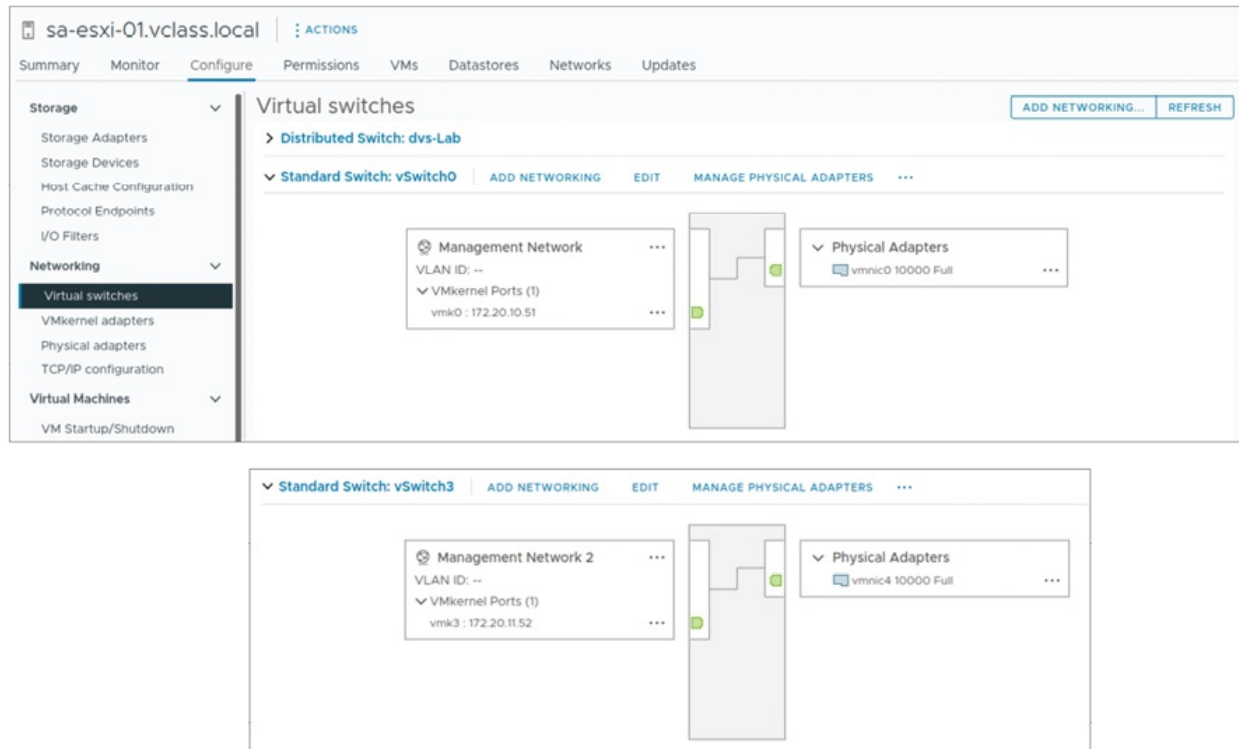 sa-esxi-01.vclass.local ACTIONS
Summary Monitor Configure Permissions VMs Datastores Networks Updates
Storage
Storage Adapters
Storage Devices
Host Cache Configuration
Protocol Endpoints
I/O Filters
Networking
Virtual switches
VMkernel adapters
Physical adapters
TCP/IP configuration
Virtual Machines
VM Startup/Shutdown
Virtual switches ADD NETWORKING... REFRESH
Distributed Switch: dvs-Lab
Standard Switch: vSwitch0 ADD NETWORKING EDIT MANAGE PHYSICAL ADAPTERS ...
Management Network ...
VLAN ID: --
VMkernel Ports (1)
vmk0 : 172.20.10.51 ...
Physical Adapters
vmnic0 10000 Full ...
Standard Switch: vSwitch3 ADD NETWORKING EDIT MANAGE PHYSICAL ADAPTERS ...
Management Network 2 ...
VLAN ID: --
VMkernel Ports (1)
vmk3 : 172.20.11.52 ...
Physical Adapters
vmnic4 10000 Full ...